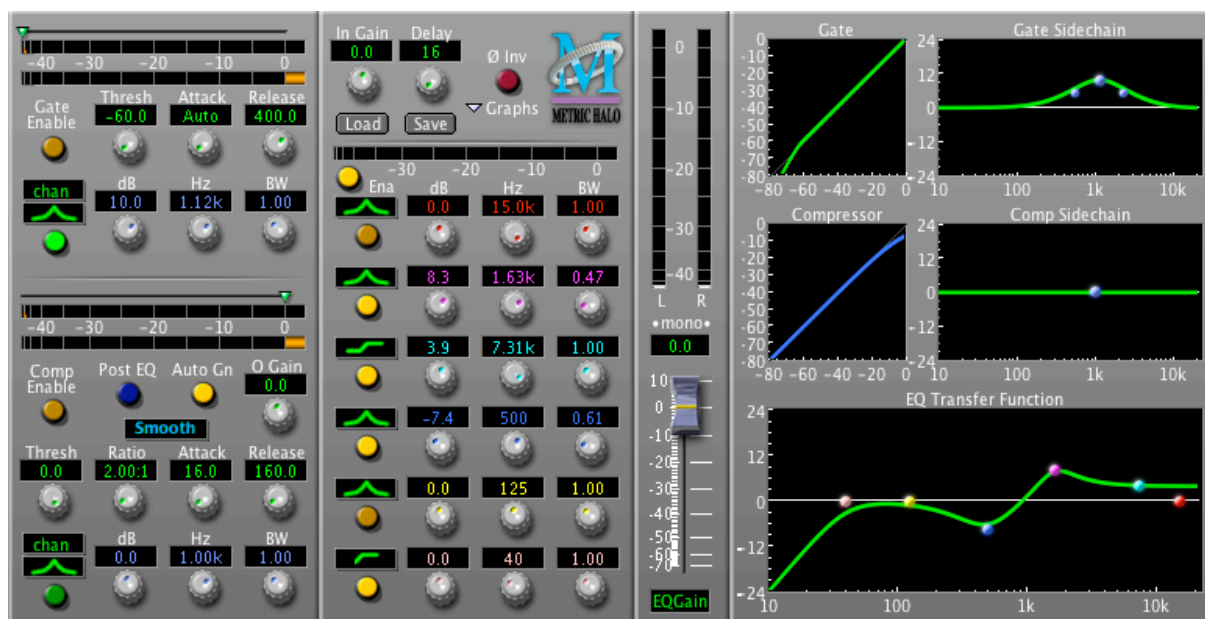 -40 -30 -20 -10 0
Gate Enable
Thresh Attack Release
-60.0 Auto 400.0
chan
dB Hz BW
10.0 1.12k 1.00
-40 -30 -20 -10 0
Comp Enable
Post EQ Auto Gn O Gain
0.0
Smooth
Thresh Ratio Attack Release
0.0 2.00:1 16.0 160.0
chan
dB Hz BW
0.0 1.00k 1.00
In Gain Delay
0.0 16
Ø Inv
Graphs
Load Save
METRIC HALO
-30 -20 -10 0
Ena dB Hz BW
0.0 15.0k 1.00
8.3 1.63k 0.47
3.9 7.31k 1.00
-7.4 500 0.61
0.0 125 1.00
0.0 40 1.00
0
-10
-20
-30
-40
L R
•mono•
0.0
10
0
-10
-20
-30
-40
-50
-60
-70
EQGain
Gate
0
-10
-20
-30
-40
-50
-60
-70
-80
-80 -60 -40 -20 0
Gate Sidechain
24
12
0
-12
-24
10 100 1k 10k
Compressor
0
-10
-20
-30
-40
-50
-60
-70
-80
-80 -60 -40 -20 0
Comp Sidechain
24
12
0
-12
-24
10 100 1k 10k
EQ Transfer Function
24
12
0
-12
-24
10 100 1k 10k